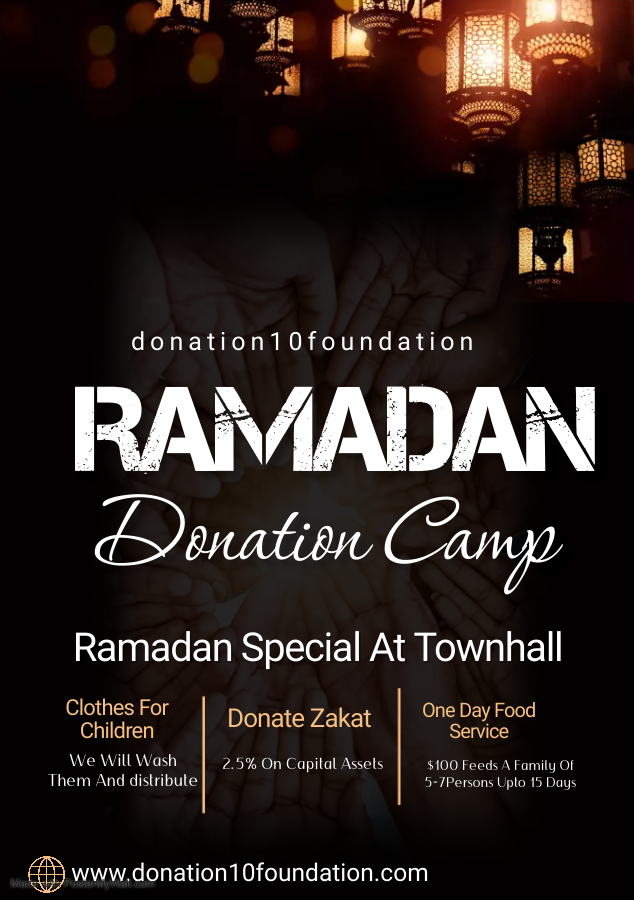 donation10foundation
RAMADAN
Donation Camp
Ramadan Special At Townhall
Clothes For
Children
We Will Wash
Them And distribute
Donate Zakat
2.5% On Capital Assets
One Day Food
Service
$100 Feeds A Family Of
5-7Persons Upto 15 Days
www.donation10foundation.com
PosterMyWall.com